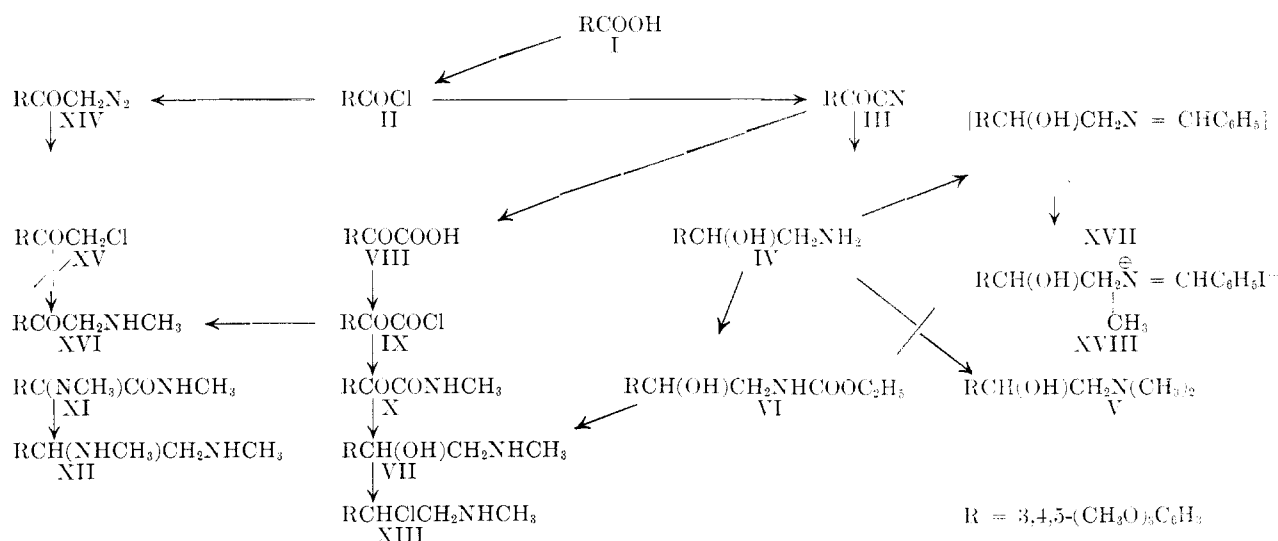 RCOOH
I
RCOCH₂N₂ RCOCl RCOCN
XIV II III
[RCH(OH)CH₂N = CHC₆H₅]
XVII
RCOCH₂Cl RCOCOOH RCH(OH)CH₂NH₂
XV VIII IV
RCH(OH)CH₂N⊕ = CHC₆H₅I⁻
CH₃
XVIII
RCOCH₂NHCH₃ RCOCOCl
XVI IX
RC(NCH₃)CONHCH₃ RCOCONHCH₃ RCH(OH)CH₂NHCOOC₂H₅ RCH(OH)CH₂N(CH₃)₂
XI X VI V
RCH(NHCH₃)CH₂NHCH₃ RCH(OH)CH₂NHCH₃
XII VII
RCHClCH₂NHCH₃
XIII
R = 3,4,5-(CH₃O)₃C₆H₂